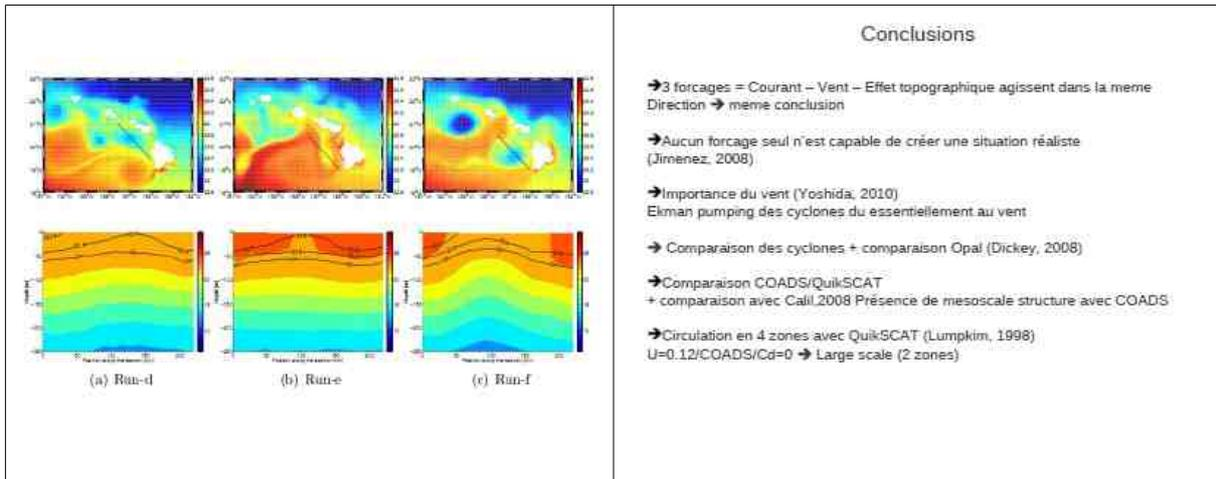 (a) Run-d
(b) Run-e
(c) Run-f
Conclusions
➔3 forcages = Courant – Vent – Effet topographique agissent dans la meme
Direction ➔ meme conclusion
➔Aucun forcage seul n'est capable de créer une situation réaliste
(Jimenez, 2008)
➔Importance du vent (Yoshida, 2010)
Ekman pumping des cyclones du essentiellement au vent
➔ Comparaison des cyclones + comparaison Opal (Dickey, 2008)
➔Comparaison COADS/QuikSCAT
+ comparaison avec Calil,2008 Présence de mesoscale structure avec COADS
➔Circulation en 4 zones avec QuikSCAT (Lumpkim, 1998)
U=0.12/COADS/Cd=0 ➔ Large scale (2 zones)